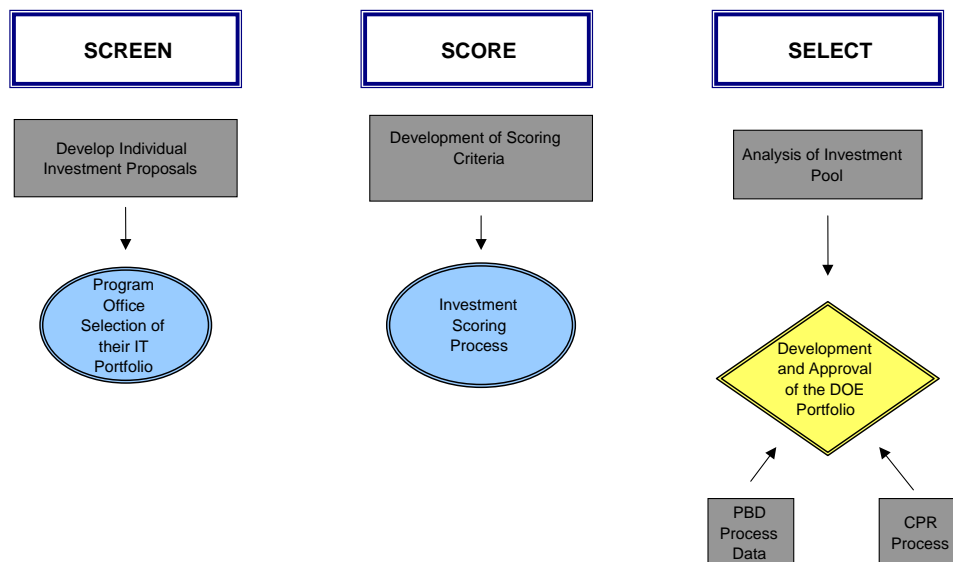 SCREEN
SCORE
SELECT
Develop Individual
Investment Proposals
Development of Scoring
Criteria
Analysis of Investment
Pool
Program
Office
Selection of
their IT
Portfolio
Investment
Scoring
Process
Development
and Approval
of the DOE
Portfolio
PBD
Process
Data
CPR
Process